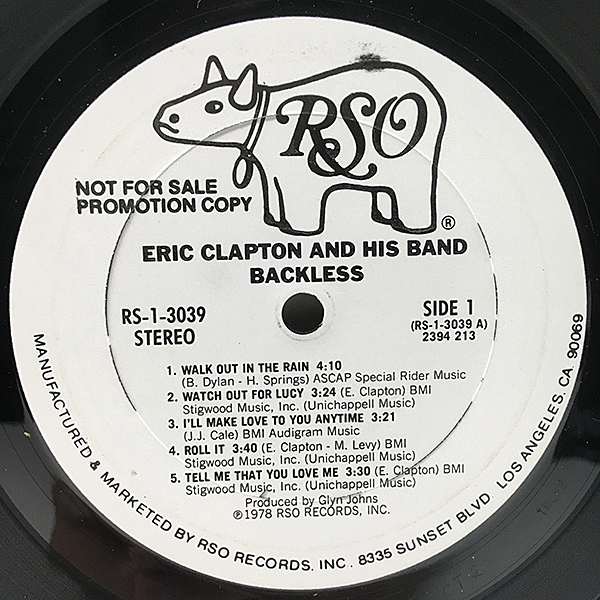 RSO
®
NOT FOR SALE
PROMOTION COPY
ERIC CLAPTON AND HIS BAND
BACKLESS
RS-1-3039
STEREO
SIDE 1
(RS-1-3039 A)
2394 213
1. WALK OUT IN THE RAIN 4:10
(B. Dylan - H. Springs) ASCAP Special Rider Music
2. WATCH OUT FOR LUCY 3:24 (E. Clapton) BMI
Stigwood Music, Inc. (Unichappell Music)
3. I'LL MAKE LOVE TO YOU ANYTIME 3:21
(J.J. Cale) BMI Audigram Music
4. ROLL IT 3:40 (E. Clapton - M. Levy) BMI
Stigwood Music, Inc. (Unichappell Music)
5. TELL ME THAT YOU LOVE ME 3:30 (E. Clapton) BMI
Stigwood Music, Inc. (Unichappell Music)
Produced by Glyn Johns
℗1978 RSO RECORDS, INC.
MANUFACTURED & MARKETED BY RSO RECORDS, INC. 8335 SUNSET BLVD LOS ANGELES, CA. 90069